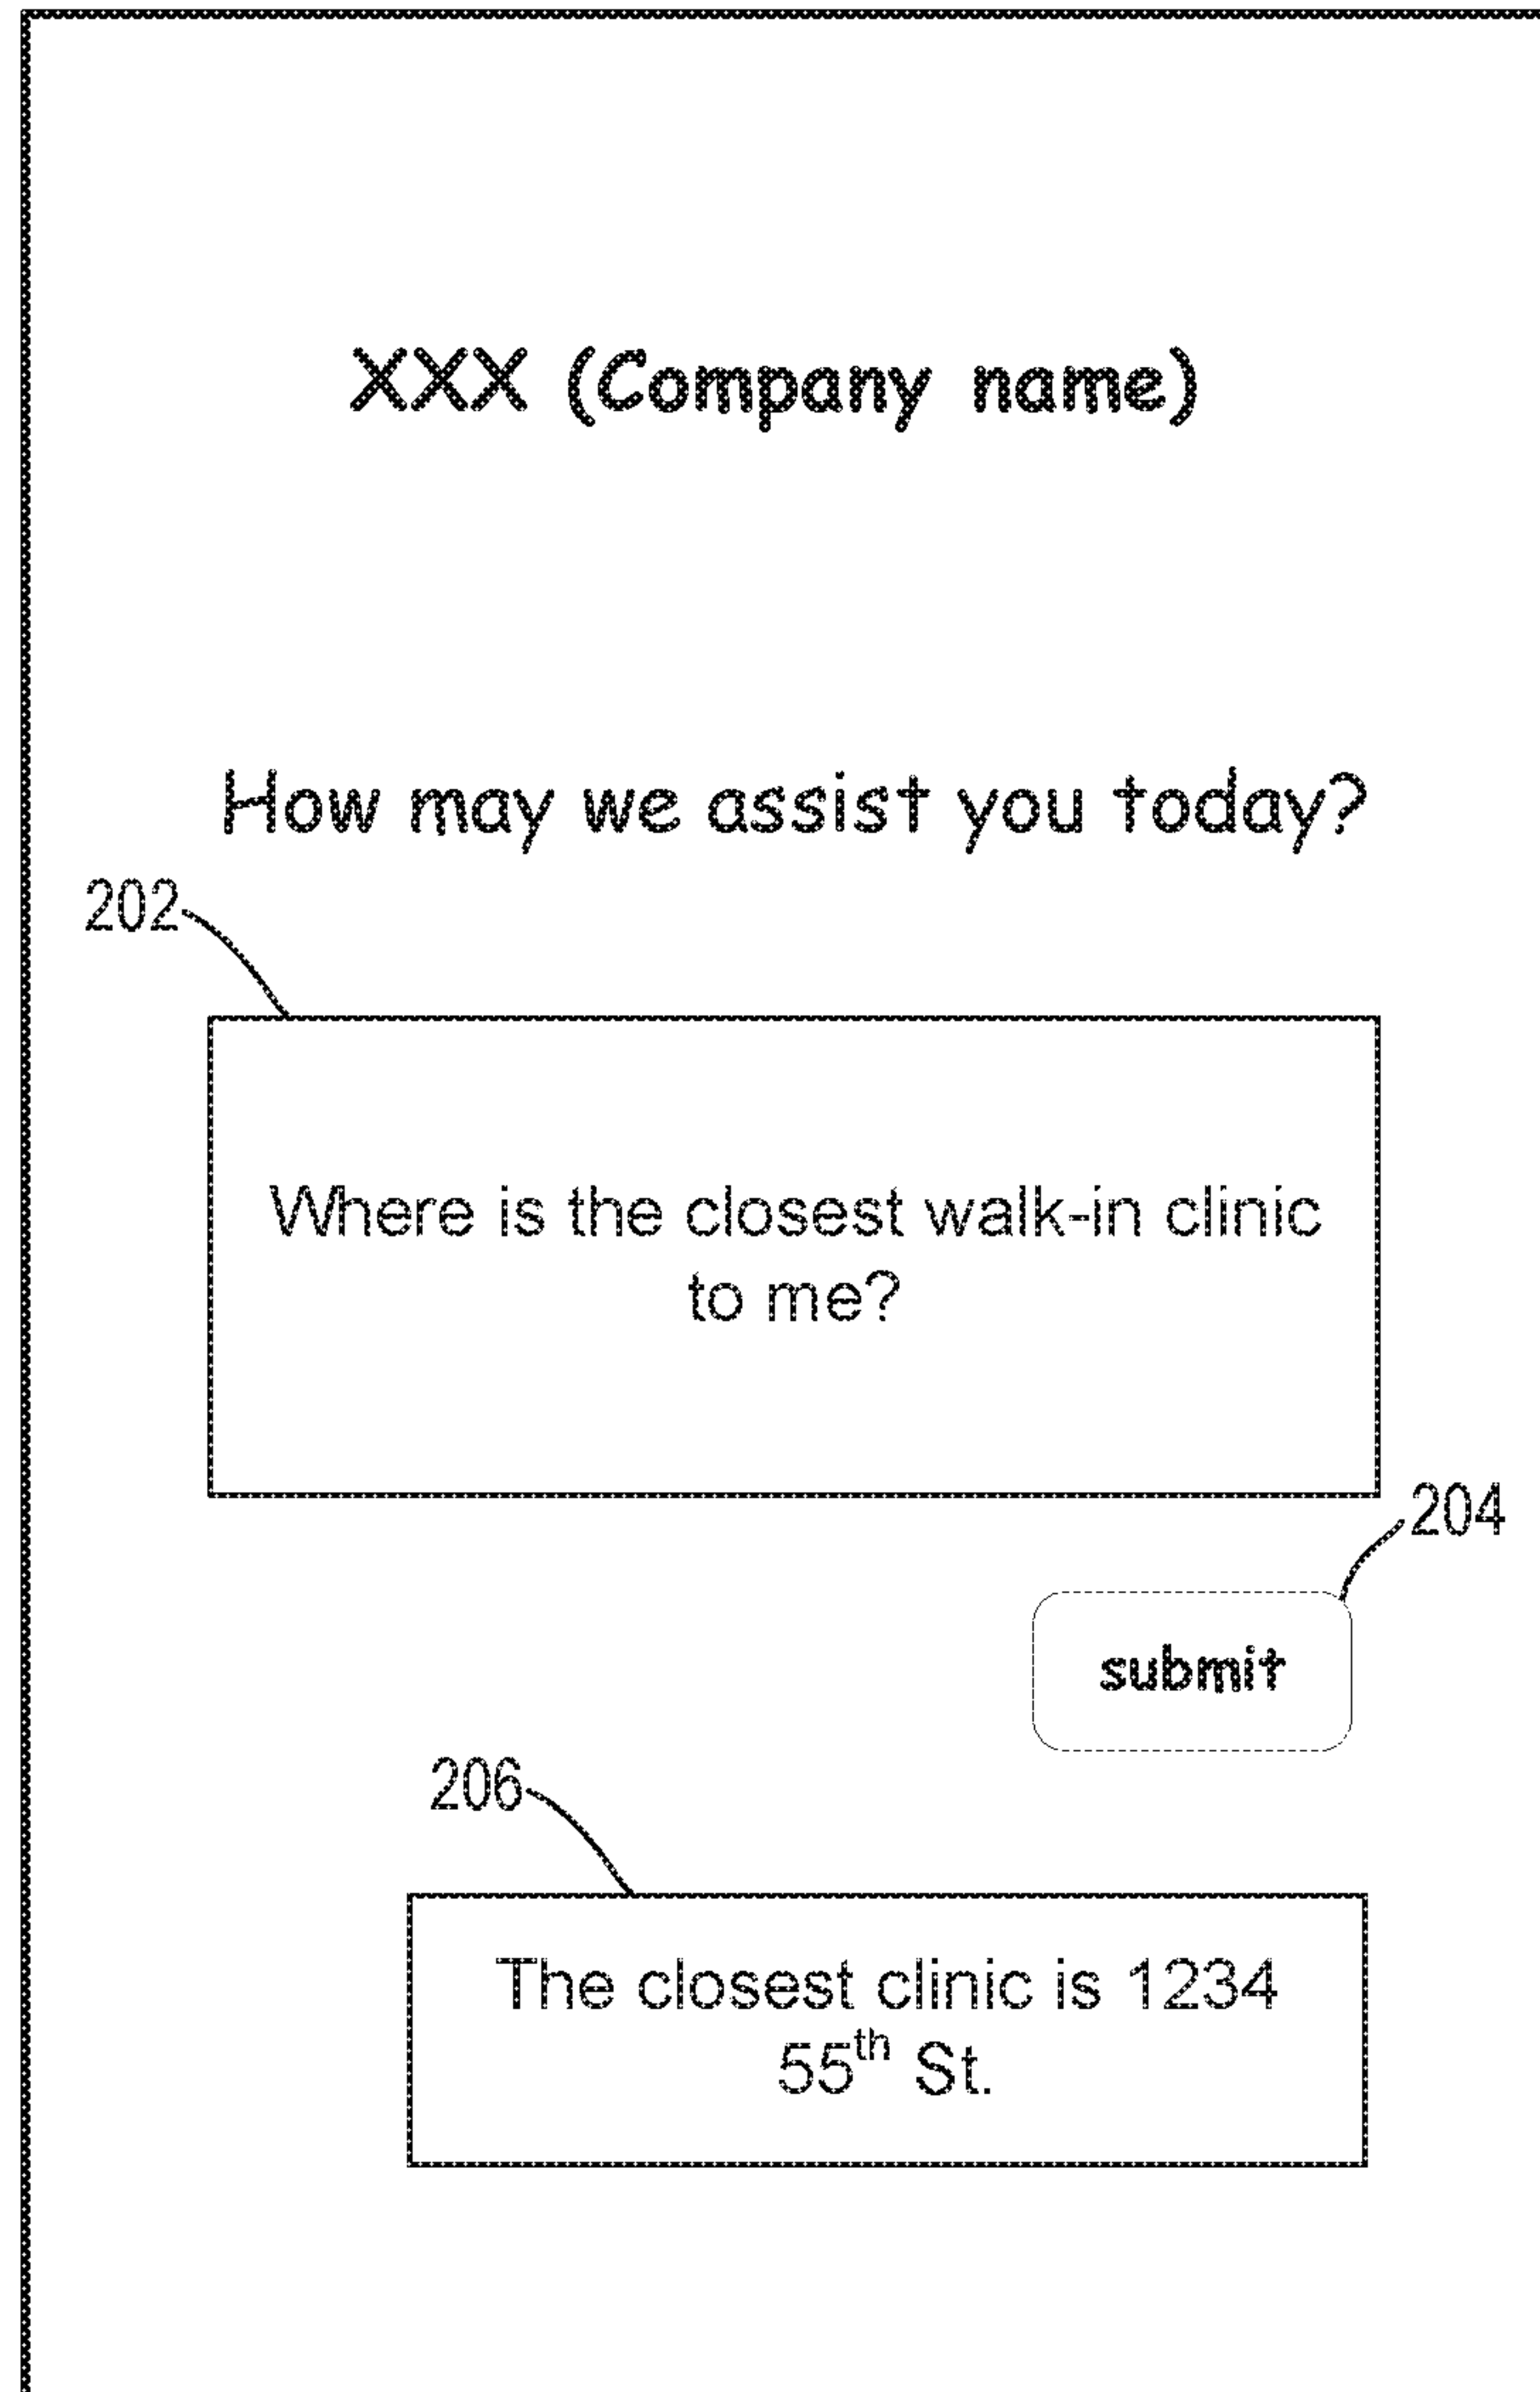 XXX (Company name)
How may we assist you today?
202
Where is the closest walk-in clinic
to me?
204
submit
206
The closest clinic is 1234
55th St.